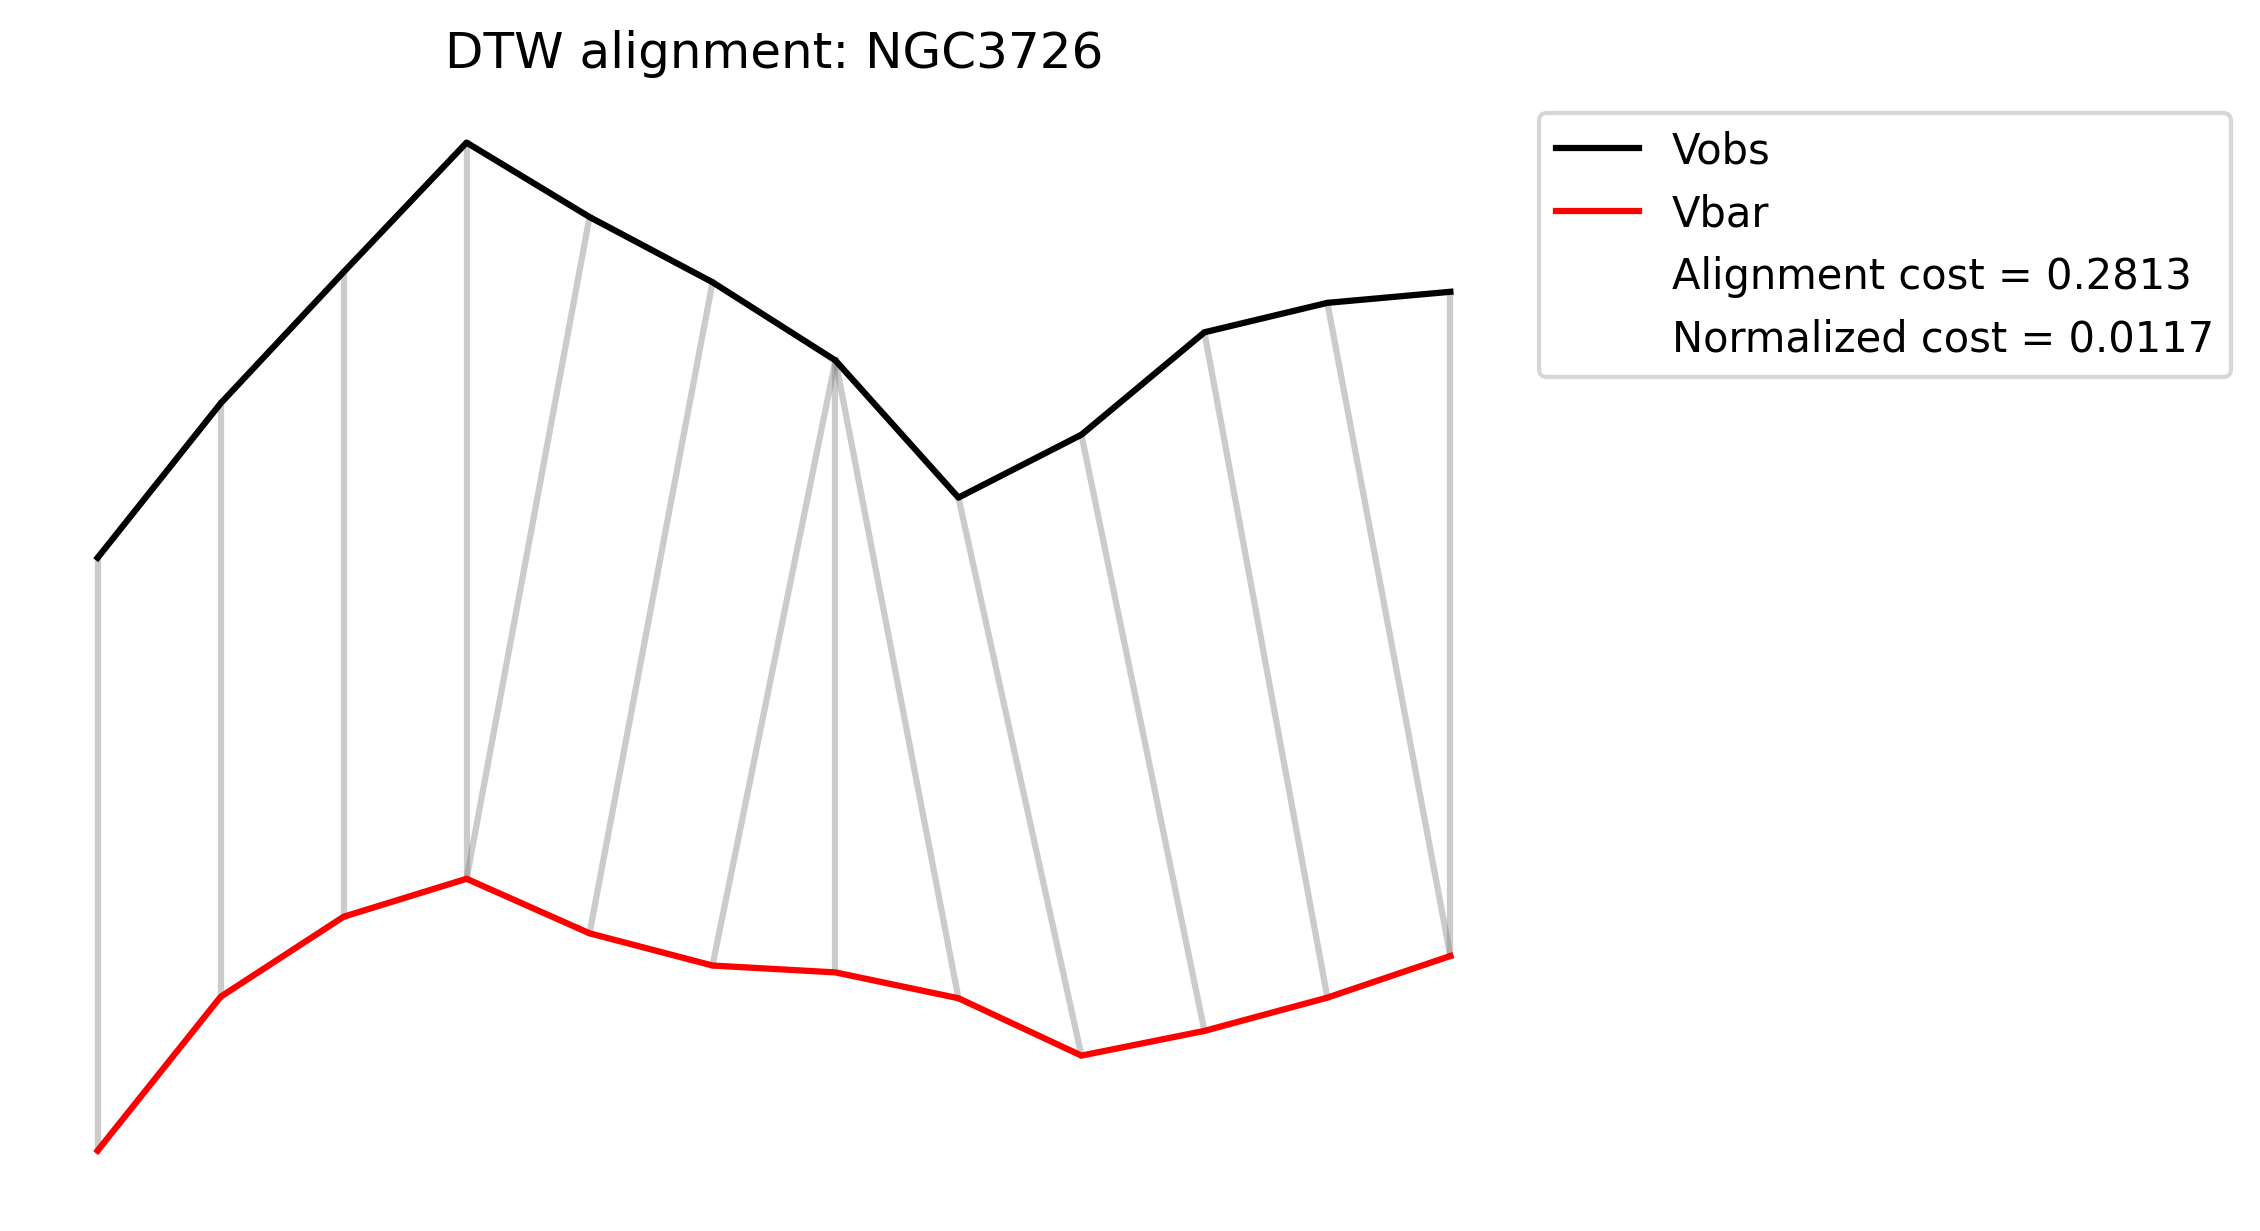 DTW alignment: NGC3726
Vobs
Vbar
Alignment cost = 0.2813
Normalized cost = 0.0117